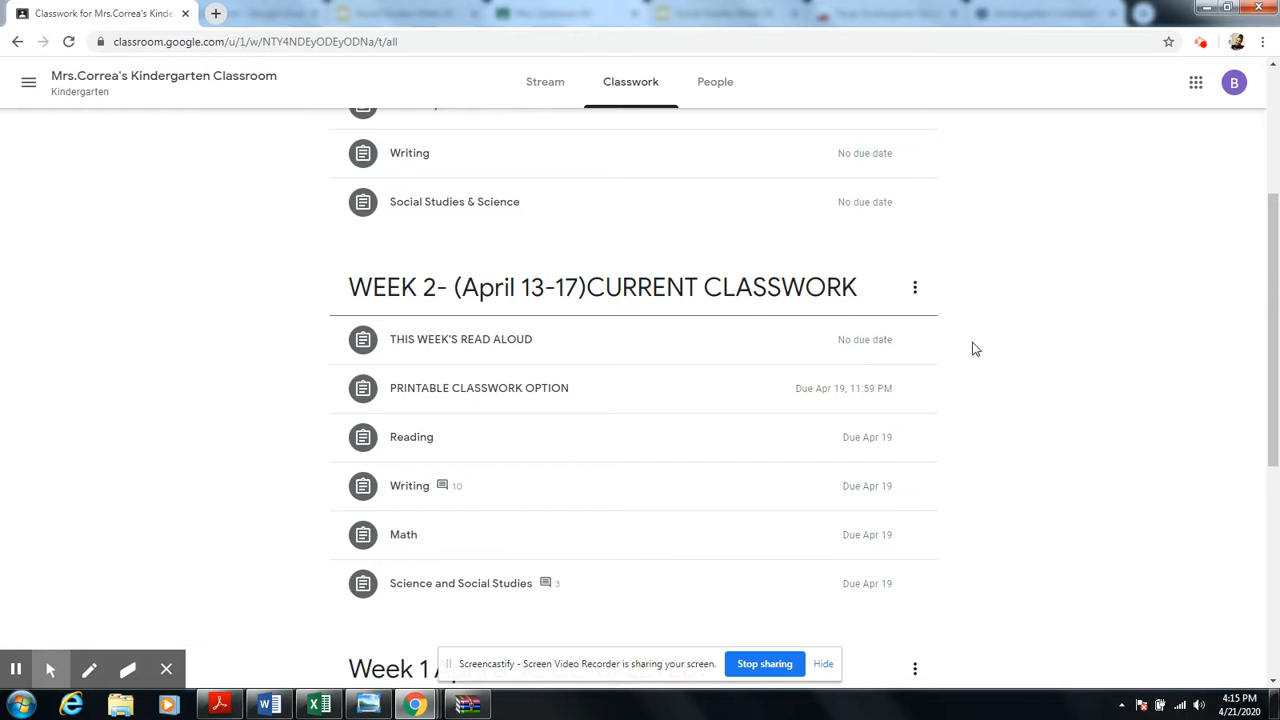 Classwork for Mrs.Correa's Kinde
classroom.google.com/u/1/w/NTY4NDEyODEyODNa/t/all
Mrs.Correa's Kindergarten Classroom
Kindergarten
Stream
Classwork
People
B
Writing
No due date
Social Studies & Science
No due date
WEEK 2- (April 13-17)CURRENT CLASSWORK
THIS WEEK'S READ ALOUD
No due date
PRINTABLE CLASSWORK OPTION
Due Apr 19, 11:59 PM
Reading
Due Apr 19
Writing 10
Due Apr 19
Math
Due Apr 19
Science and Social Studies 3
Due Apr 19
Week 1
Screencastify - Screen Video Recorder is sharing your screen.
Stop sharing
Hide
4:15 PM
4/21/2020